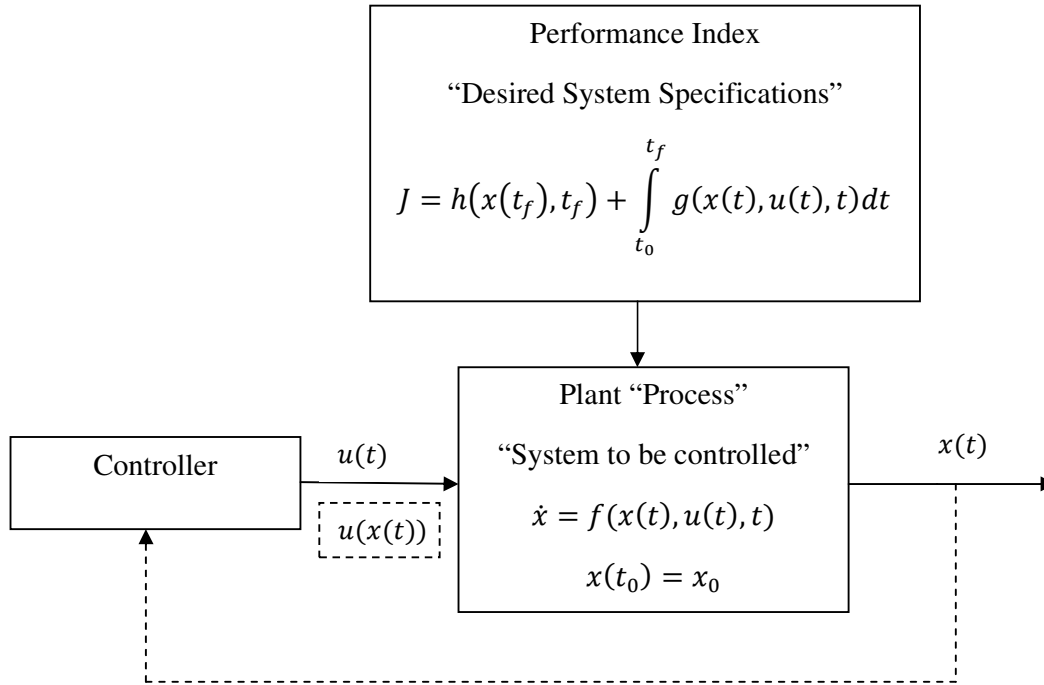 Performance Index
“Desired System Specifications”
J = h(x(t_f), t_f) + ∫_{t_0}^{t_f} g(x(t), u(t), t)dt
Plant “Process”
“System to be controlled”
ẋ = f(x(t), u(t), t)
x(t_0) = x_0
Controller
u(t)
u(x(t))
x(t)